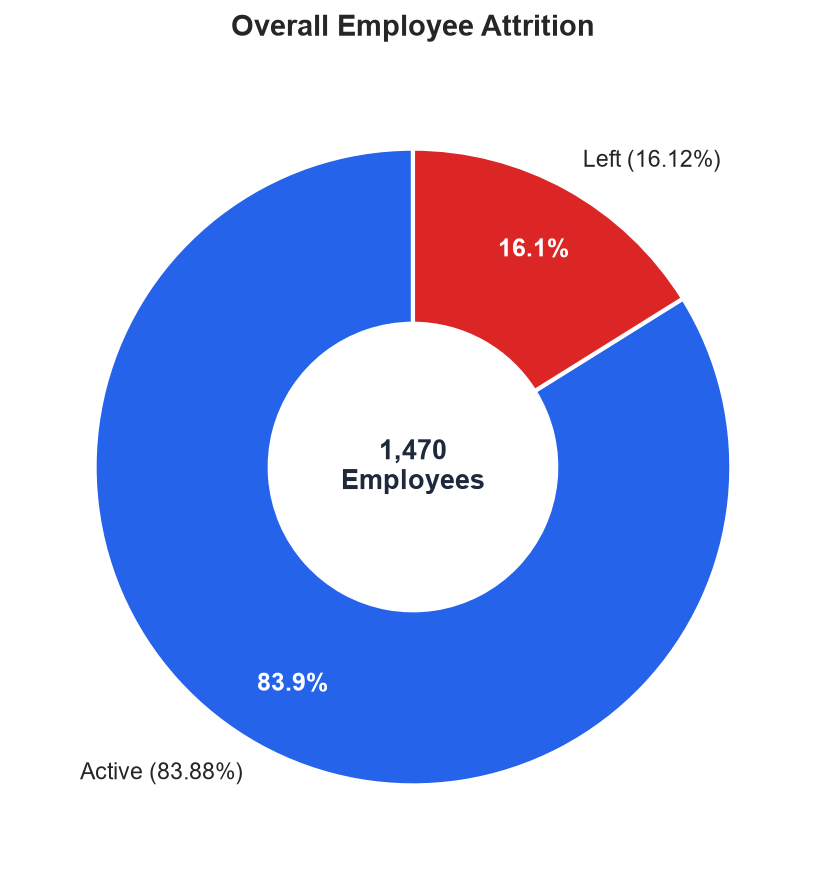 Overall Employee Attrition
Left (16.12%)
16.1%
1,470
Employees
83.9%
Active (83.88%)